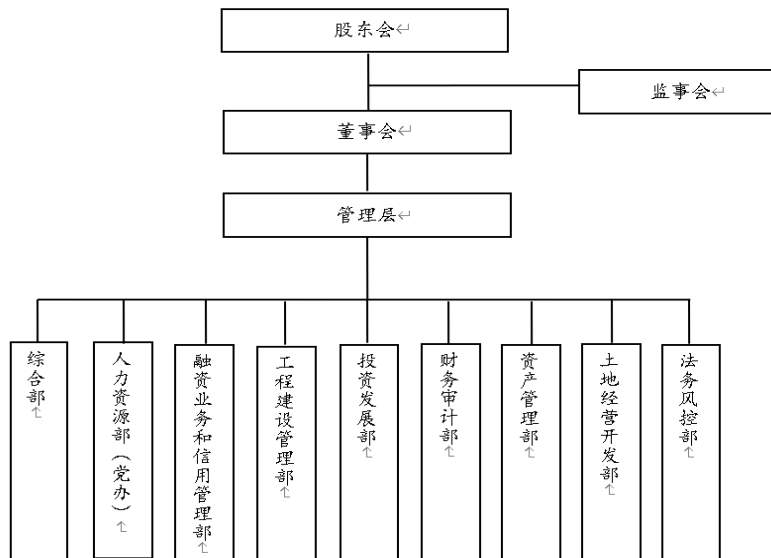 股东会
监事会
董事会
管理层
综合部
人力资源部（党办）
融资业务和信用管理部
工程建设管理部
投资发展部
财务审计部
资产管理部
土地经营开发部
法务风控部